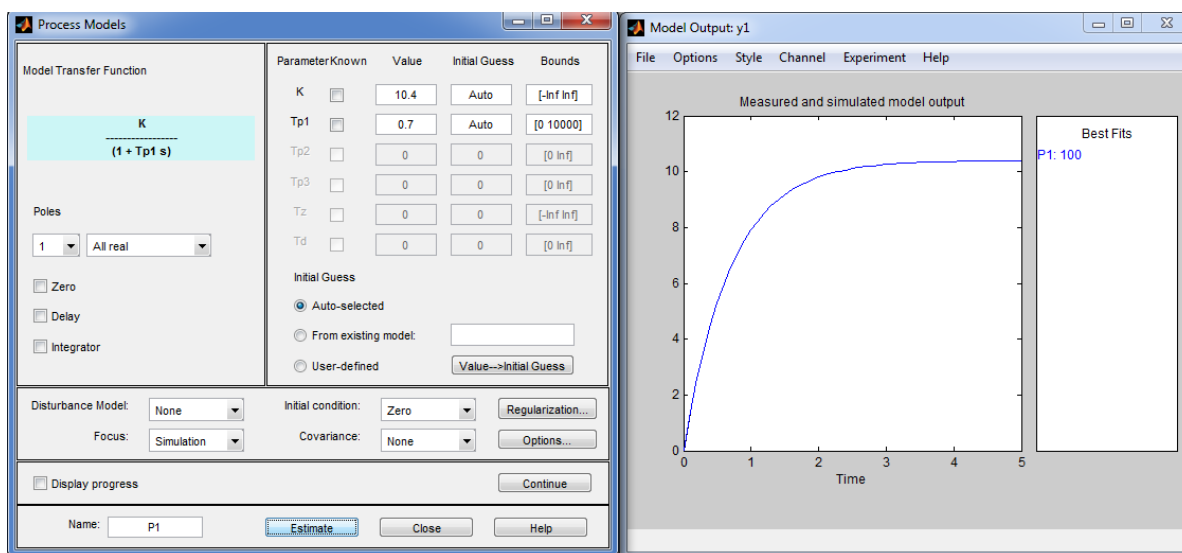 Process Models
Model Transfer Function
K
-----------------
(1 + Tp1 s)
Poles
1 All real
Zero
Delay
Integrator
Parameter Known Value Initial Guess Bounds
K 10.4 Auto [-Inf Inf]
Tp1 0.7 Auto [0 10000]
Tp2 0 0 [0 Inf]
Tp3 0 0 [0 Inf]
Tz 0 0 [-Inf Inf]
Td 0 0 [0 Inf]
Initial Guess
Auto-selected
From existing model:
User-defined Value-->Initial Guess
Disturbance Model: None Initial condition: Zero Regularization...
Focus: Simulation Covariance: None Options...
Display progress Continue
Name: P1 Estimate Close Help
Model Output: y1
File Options Style Channel Experiment Help
Measured and simulated model output
12
10
8
6
4
2
0
0 1 2 3 4 5
Time
Best Fits
P1: 100